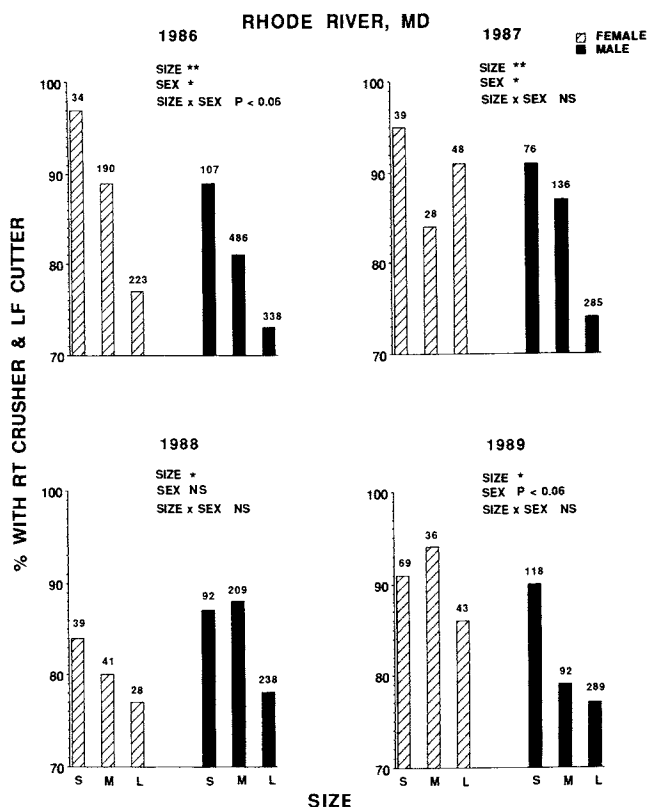 RHODE RIVER, MD
FEMALE
MALE
% WITH RT CRUSHER & LF CUTTER
1986
SIZE **
SEX *
SIZE x SEX P < 0.06
100
90
80
70
34
190
223
107
486
338
1987
SIZE **
SEX *
SIZE x SEX NS
100
90
80
70
39
28
48
76
136
285
1988
SIZE *
SEX NS
SIZE x SEX NS
100
90
80
70
39
41
28
92
209
238
S M L S M L
1989
SIZE *
SEX P < 0.06
SIZE x SEX NS
100
90
80
70
69
36
43
118
92
289
S M L S M L
SIZE